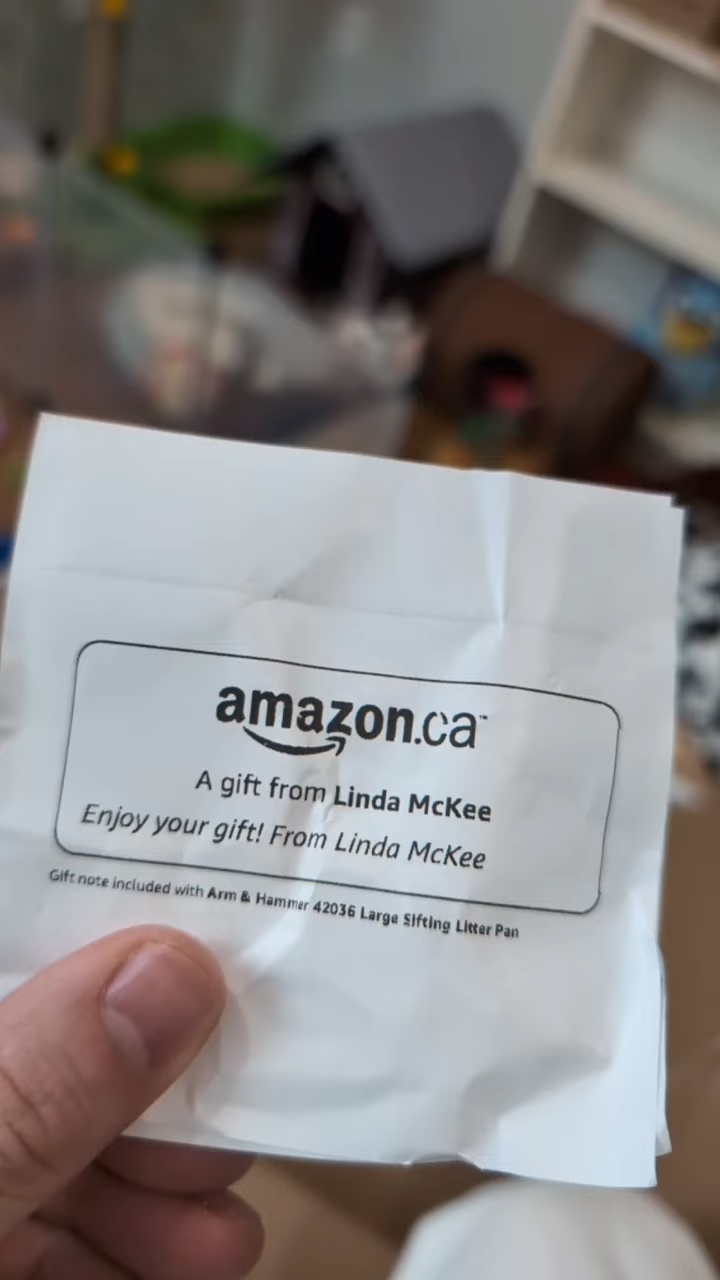 amazon.ca™
A gift from Linda McKee
Enjoy your gift! From Linda McKee
Gift note included with Arm & Hammer 42036 Large Sifting Litter Pan